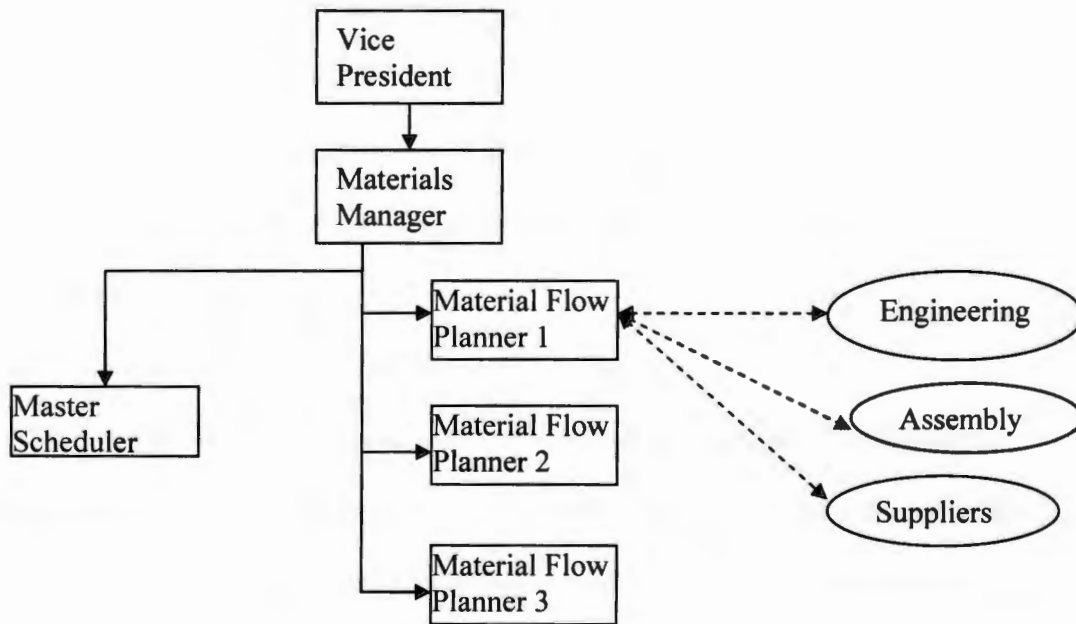 Vice
President
Materials
Manager
Material Flow
Planner 1
Engineering
Master
Scheduler
Material Flow
Planner 2
Assembly
Suppliers
Material Flow
Planner 3